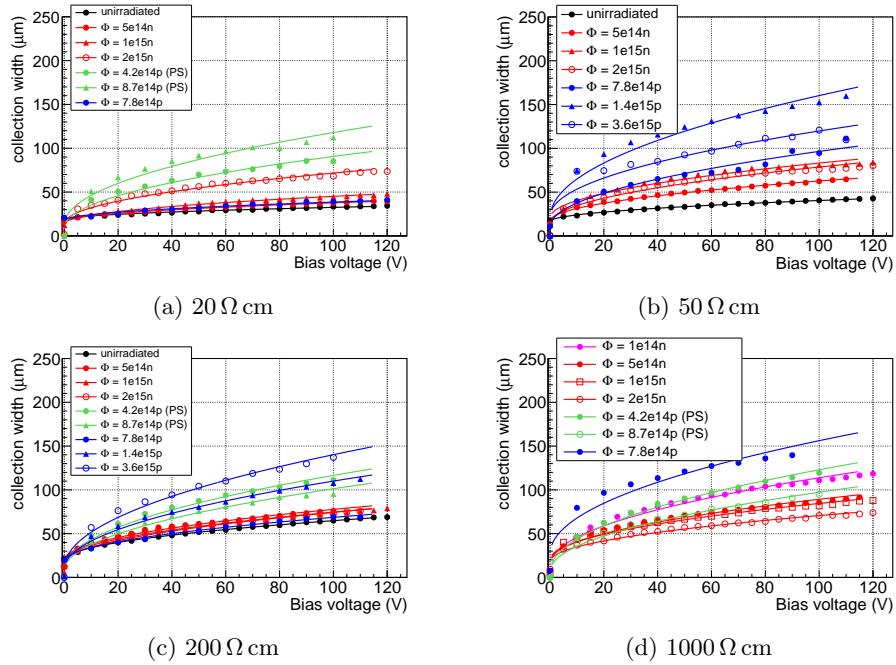 collection width (μm)
250
200
150
100
50
0
unirradiated
Φ = 5e14n
Φ = 1e15n
Φ = 2e15n
Φ = 4.2e14p (PS)
Φ = 8.7e14p (PS)
Φ = 7.8e14p
0 20 40 60 80 100 120
Bias voltage (V)
(a) 20 Ω cm
collection width (μm)
250
200
150
100
50
0
unirradiated
Φ = 5e14n
Φ = 1e15n
Φ = 2e15n
Φ = 7.8e14p
Φ = 1.4e15p
Φ = 3.6e15p
0 20 40 60 80 100 120
Bias voltage (V)
(b) 50 Ω cm
collection width (μm)
250
200
150
100
50
0
unirradiated
Φ = 5e14n
Φ = 1e15n
Φ = 2e15n
Φ = 4.2e14p (PS)
Φ = 8.7e14p (PS)
Φ = 7.8e14p
Φ = 1.4e15p
Φ = 3.6e15p
0 20 40 60 80 100 120
Bias voltage (V)
(c) 200 Ω cm
collection width (μm)
250
200
150
100
50
0
Φ = 1e14n
Φ = 5e14n
Φ = 1e15n
Φ = 2e15n
Φ = 4.2e14p (PS)
Φ = 8.7e14p (PS)
Φ = 7.8e14p
0 20 40 60 80 100 120
Bias voltage (V)
(d) 1000 Ω cm